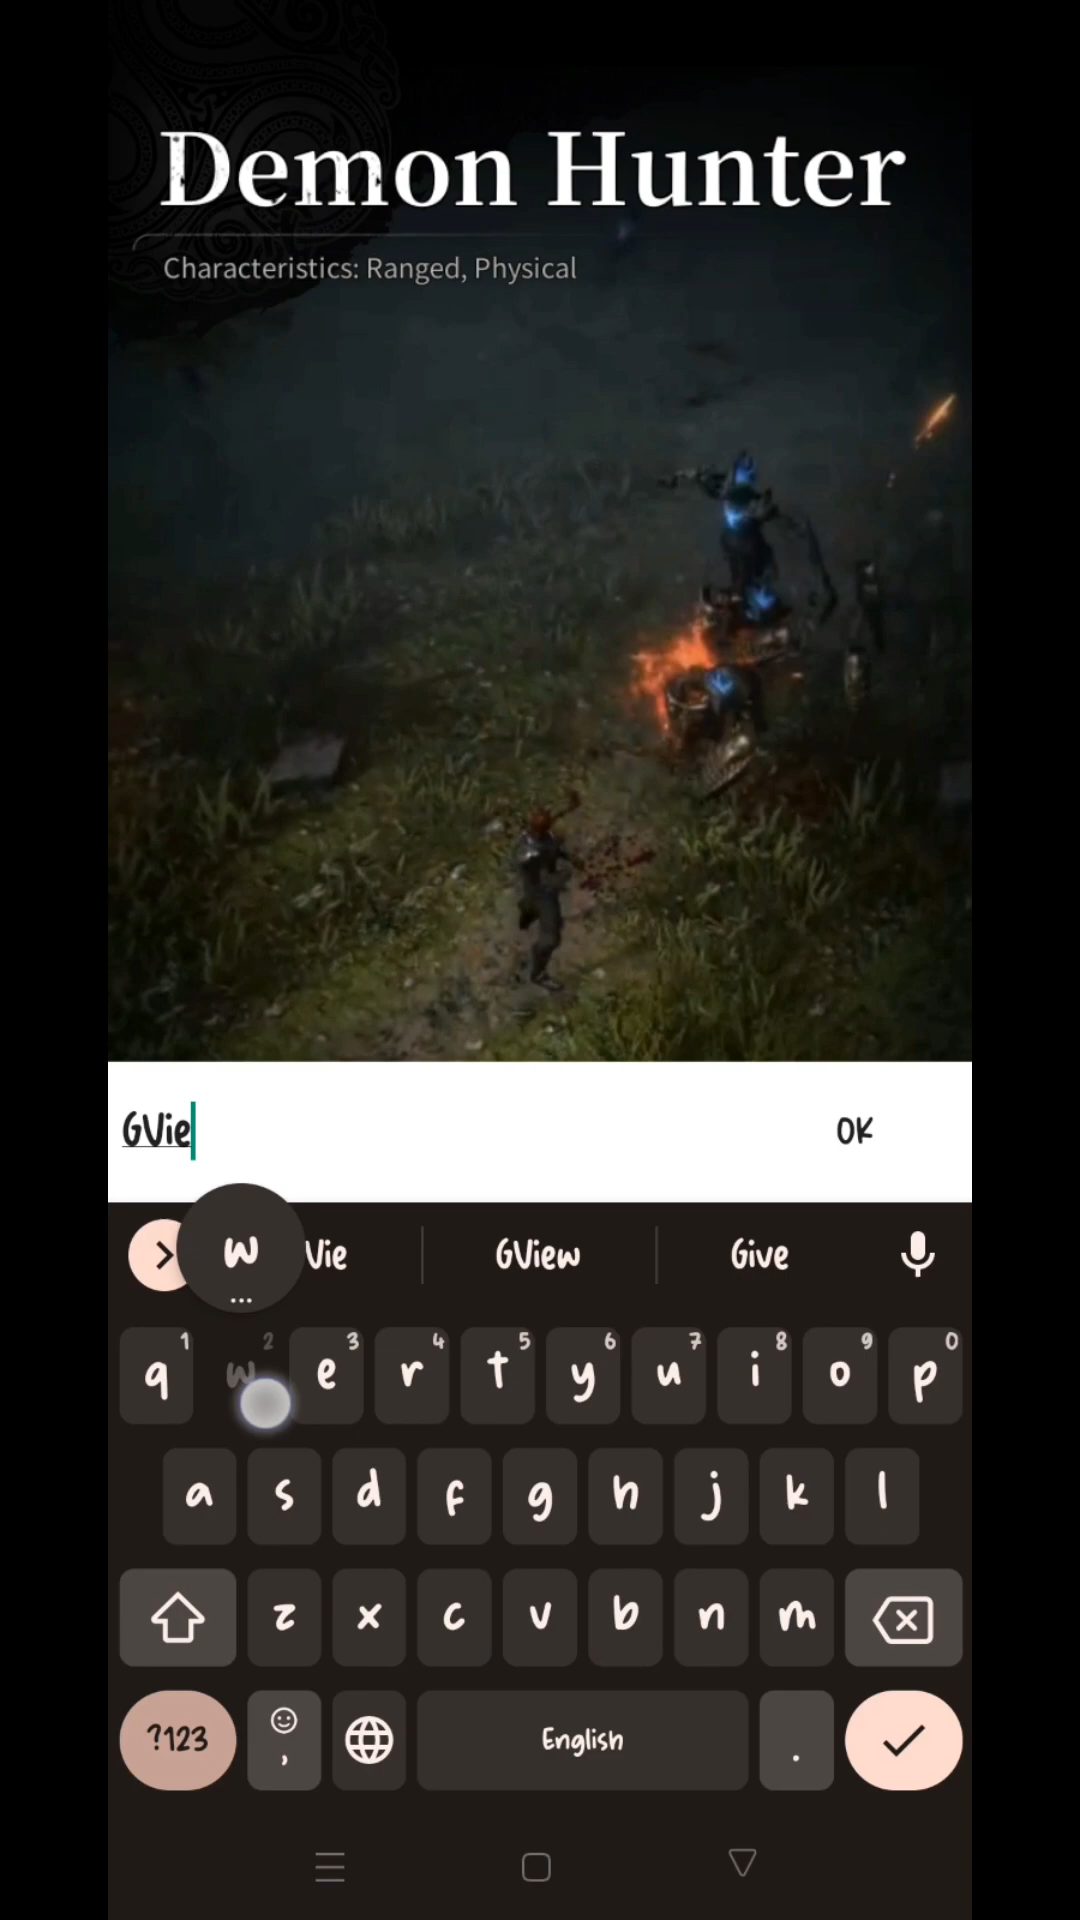 Demon Hunter
Characteristics: Ranged, Physical
GVie
OK
w
...
Vie
GView
Give
1 2 3 4 5 6 7 8 9 0
q w e r t y u i o p
a s d f g h j k l
z x c v b n m
?123
,
English
.